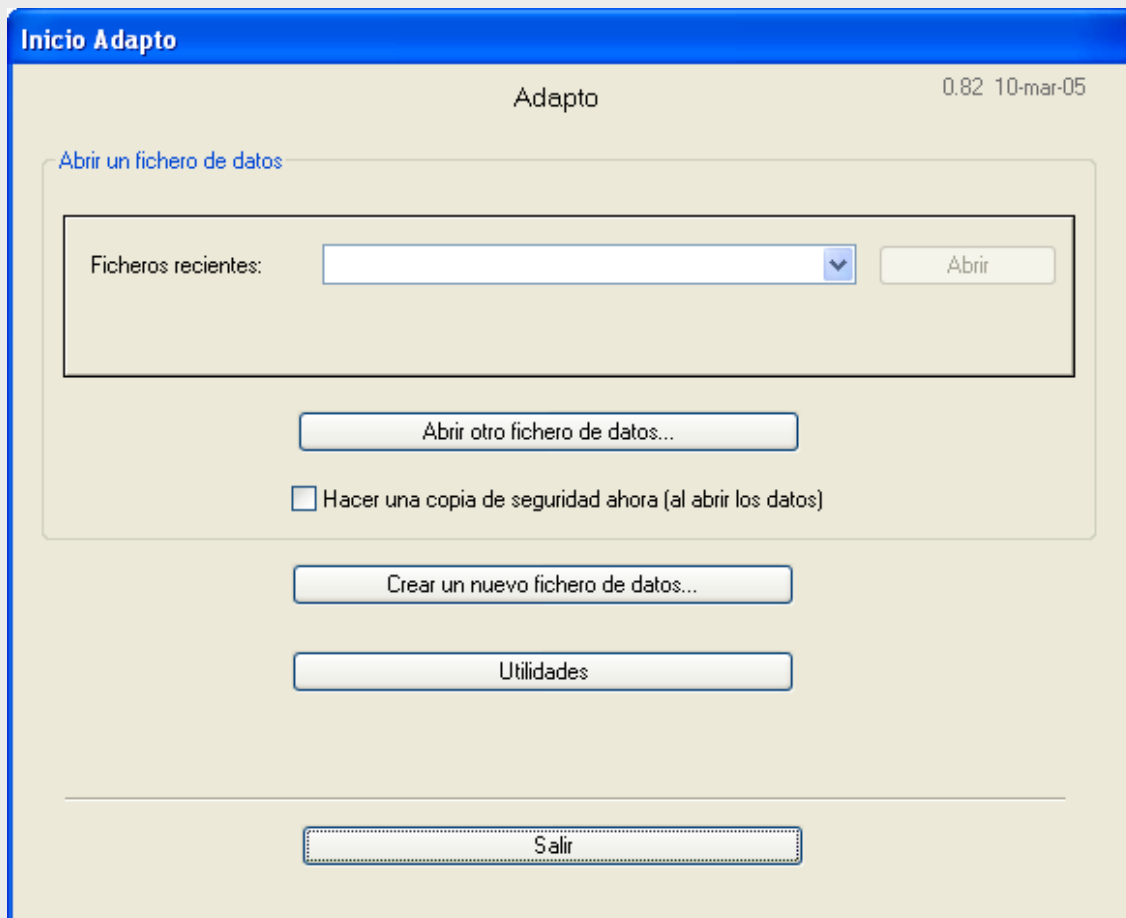 Inicio Adapto
Adapto
0.82 10-mar-05
Abrir un fichero de datos
Ficheros recientes:
Abrir
Abrir otro fichero de datos...
Hacer una copia de seguridad ahora (al abrir los datos)
Crear un nuevo fichero de datos...
Utilidades
Salir